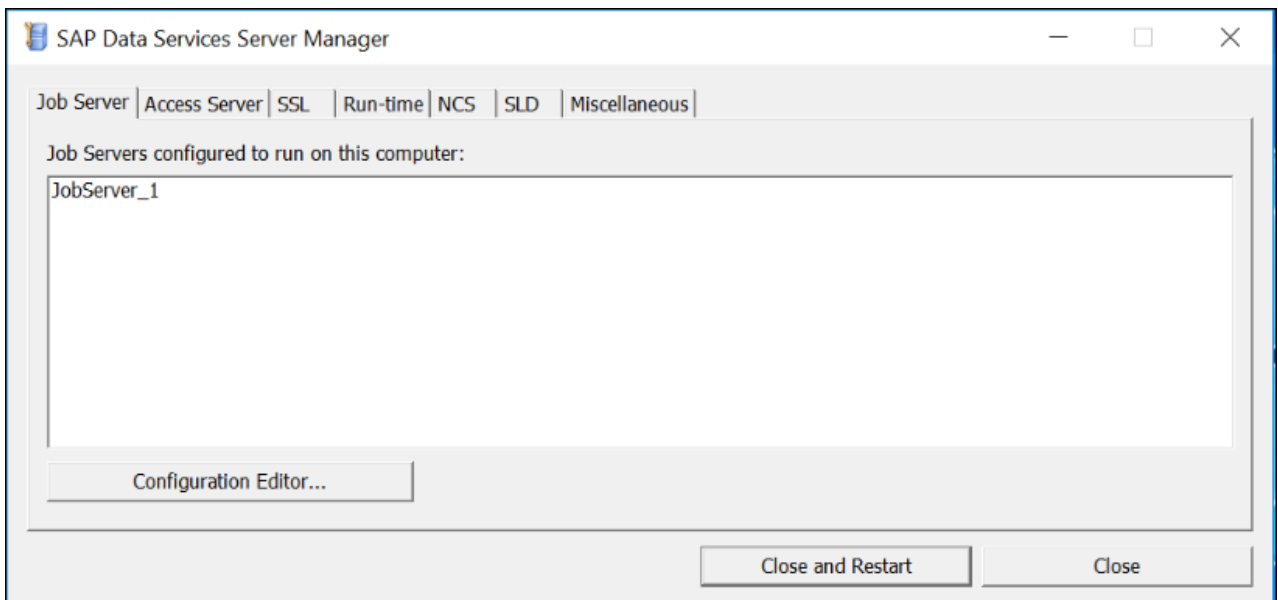 SAP Data Services Server Manager
Job Server Access Server SSL Run-time NCS SLD Miscellaneous
Job Servers configured to run on this computer:
JobServer_1
Configuration Editor...
Close and Restart Close